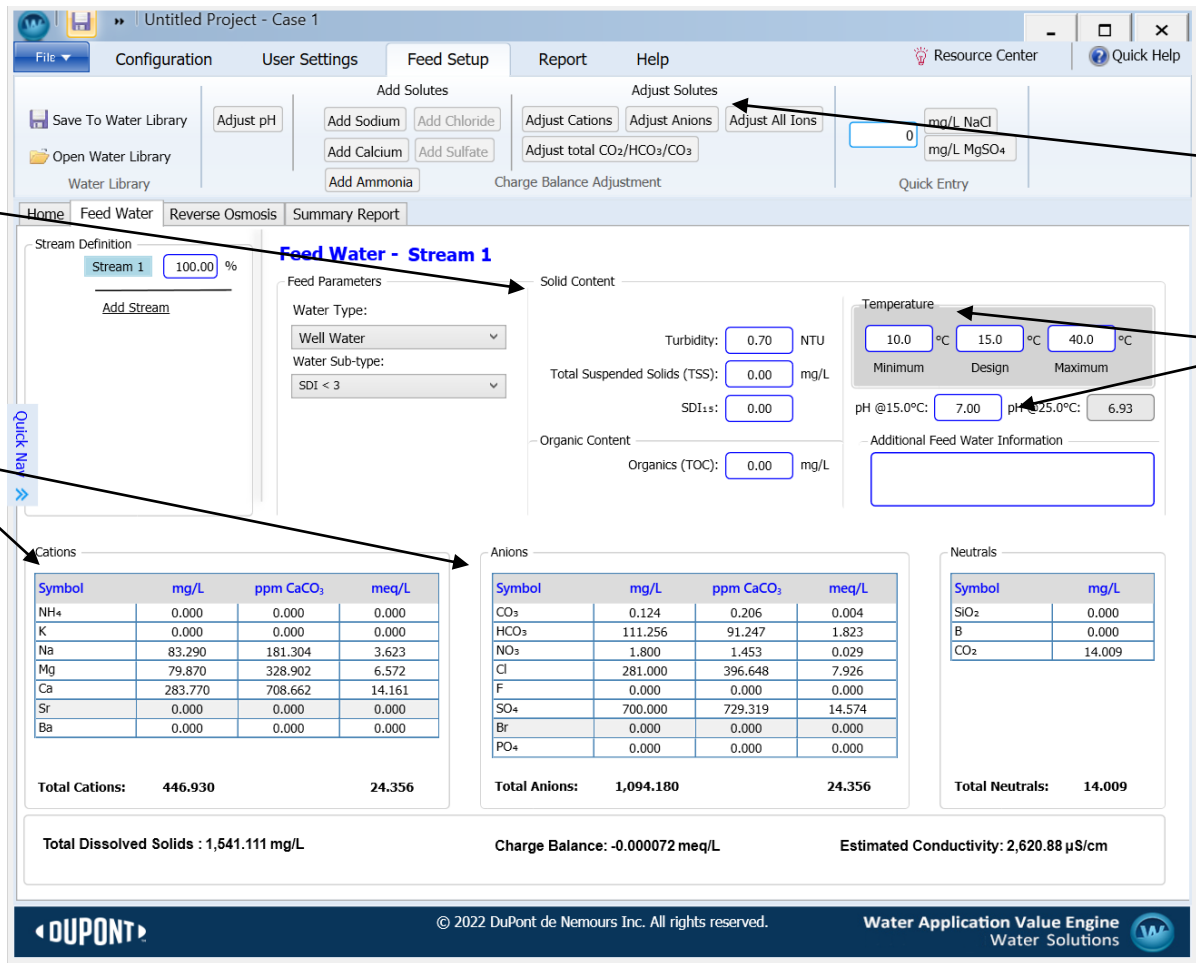 » Untitled Project - Case 1
File Configuration User Settings Feed Setup Report Help Resource Center Quick Help
Add Solutes Adjust Solutes
Save To Water Library Adjust pH Add Sodium Add Chloride Adjust Cations Adjust Anions Adjust All Ions 0 mg/L NaCl
Open Water Library Add Calcium Add Sulfate Adjust total CO₂/HCO₃/CO₃ mg/L MgSO₄
Water Library Add Ammonia Charge Balance Adjustment Quick Entry
Home Feed Water Reverse Osmosis Summary Report
Stream Definition
Stream 1 100.00 %
Add Stream
Feed Water - Stream 1
Feed Parameters
Water Type:
Well Water
Water Sub-type:
SDI < 3
Solid Content
Turbidity: 0.70 NTU
Total Suspended Solids (TSS): 0.00 mg/L
SDI₁₅: 0.00
Organic Content
Organics (TOC): 0.00 mg/L
Temperature
10.0 °C 15.0 °C 40.0 °C
Minimum Design Maximum
pH @15.0°C: 7.00 pH @25.0°C: 6.93
Additional Feed Water Information
Quick Nav »
Cations
Symbol mg/L ppm CaCO₃ meq/L
NH₄ 0.000 0.000 0.000
K 0.000 0.000 0.000
Na 83.290 181.304 3.623
Mg 79.870 328.902 6.572
Ca 283.770 708.662 14.161
Sr 0.000 0.000 0.000
Ba 0.000 0.000 0.000
Total Cations: 446.930 24.356
Anions
Symbol mg/L ppm CaCO₃ meq/L
CO₃ 0.124 0.206 0.004
HCO₃ 111.256 91.247 1.823
NO₃ 1.800 1.453 0.029
Cl 281.000 396.648 7.926
F 0.000 0.000 0.000
SO₄ 700.000 729.319 14.574
Br 0.000 0.000 0.000
PO₄ 0.000 0.000 0.000
Total Anions: 1,094.180 24.356
Neutrals
Symbol mg/L
SiO₂ 0.000
B 0.000
CO₂ 14.009
Total Neutrals: 14.009
Total Dissolved Solids : 1,541.111 mg/L Charge Balance: -0.000072 meq/L Estimated Conductivity: 2,620.88 µS/cm
‹DUPONT› © 2022 DuPont de Nemours Inc. All rights reserved. Water Application Value Engine
Water Solutions